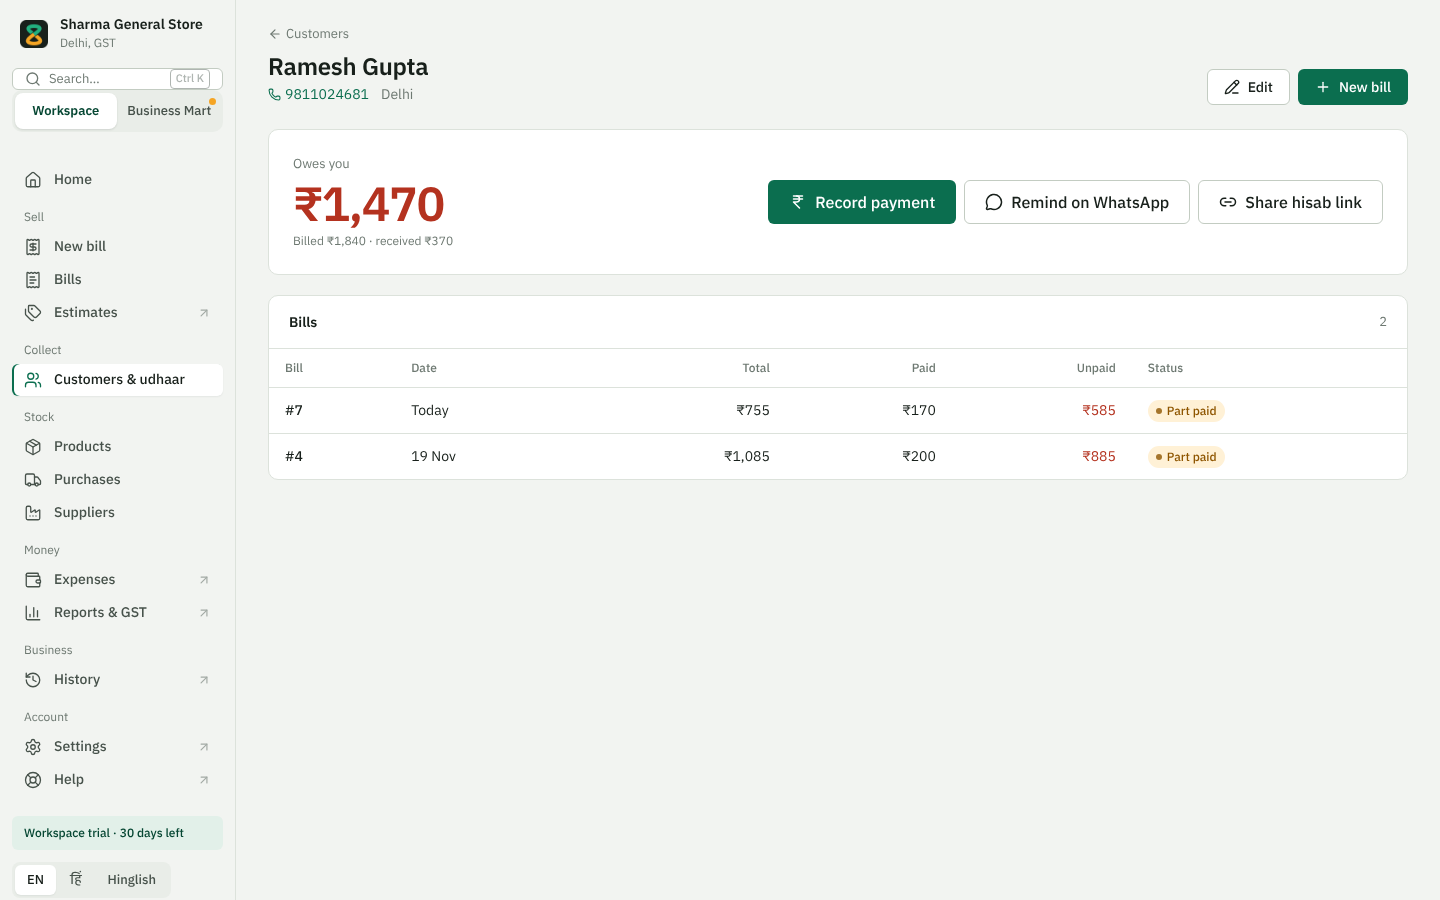 Sharma General Store
Delhi, GST
Search...
Ctrl K
Workspace
Business Mart
Home
Sell
New bill
Bills
Estimates
Collect
Customers & udhaar
Stock
Products
Purchases
Suppliers
Money
Expenses
Reports & GST
Business
History
Account
Settings
Help
Workspace trial · 30 days left
EN हिं Hinglish
Customers
Ramesh Gupta
9811024681 Delhi
Edit
New bill
Owes you
₹1,470
Billed ₹1,840 · received ₹370
₹ Record payment
Remind on WhatsApp
Share hisab link
Bills 2
Bill Date Total Paid Unpaid Status
#7 Today ₹755 ₹170 ₹585 Part paid
#4 19 Nov ₹1,085 ₹200 ₹885 Part paid